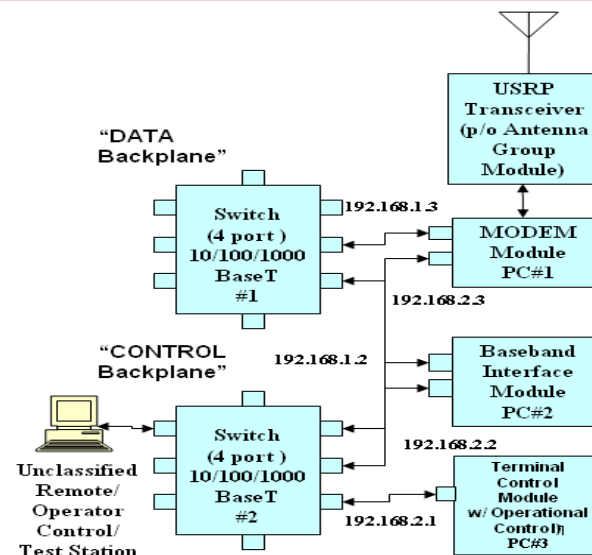 USRP
Transceiver
(p/o Antenna
Group
Module)
“DATA
Backplane”
192.168.1.3
Switch
(4 port )
10/100/1000
BaseT
#1
MODEM
Module
PC#1
192.168.2.3
“CONTROL
Backplane”
192.168.1.2
Baseband
Interface
Module
PC#2
Switch
(4 port )
10/100/1000
BaseT
#2
192.168.2.2
Unclassified
Remote/
Operator
Control/
Test Station
192.168.2.1
Terminal
Control
Module
w/ Operational
Control)
PC#3